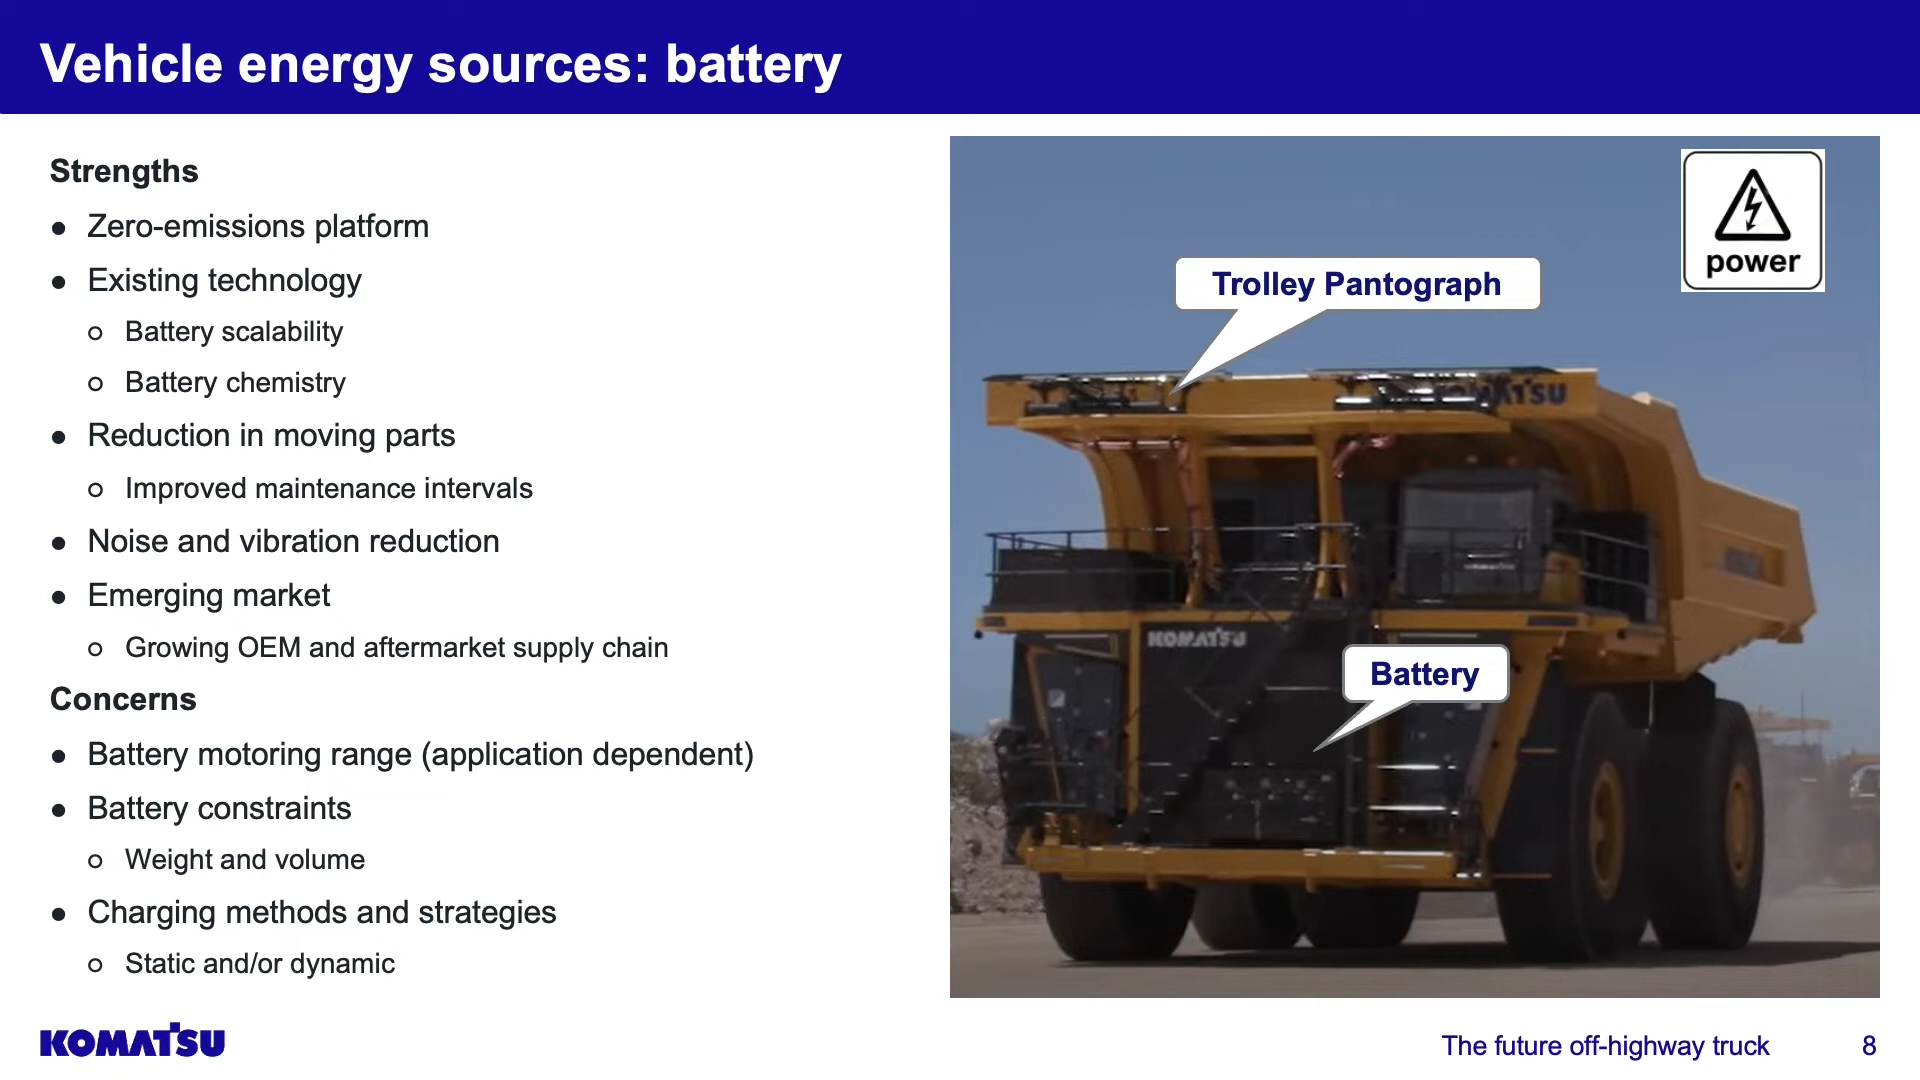 Vehicle energy sources: battery
Strengths
● Zero-emissions platform
● Existing technology
○ Battery scalability
○ Battery chemistry
● Reduction in moving parts
○ Improved maintenance intervals
● Noise and vibration reduction
● Emerging market
○ Growing OEM and aftermarket supply chain
Concerns
● Battery motoring range (application dependent)
● Battery constraints
○ Weight and volume
● Charging methods and strategies
○ Static and/or dynamic
power
Trolley Pantograph
KOMATSU
KOMATSU
Battery
KOMATSU
The future off-highway truck
8